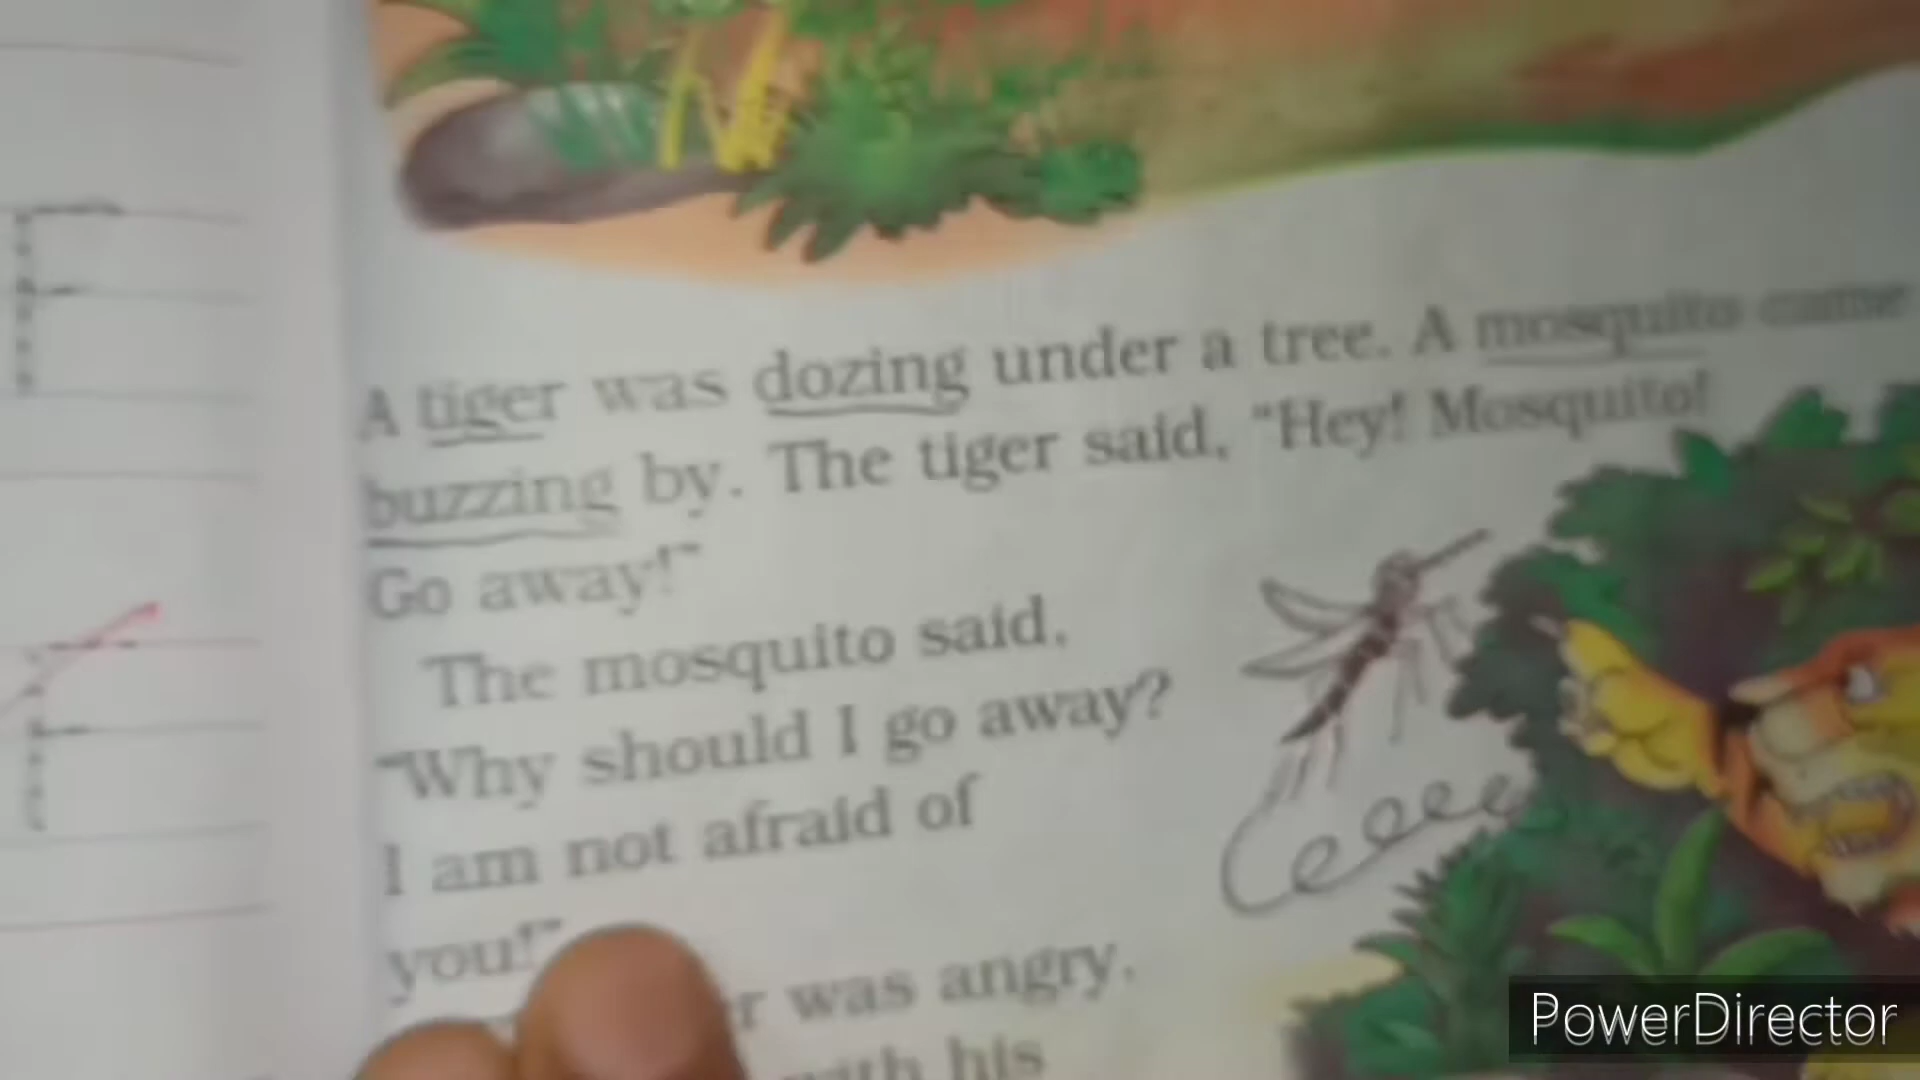 A tiger was dozing under a tree. A mosquito came
buzzing by. The tiger said, “Hey! Mosquito!
Go away!”
The mosquito said,
“Why should I go away?
I am not afraid of
you!”
r was angry.
with his
PowerDirector